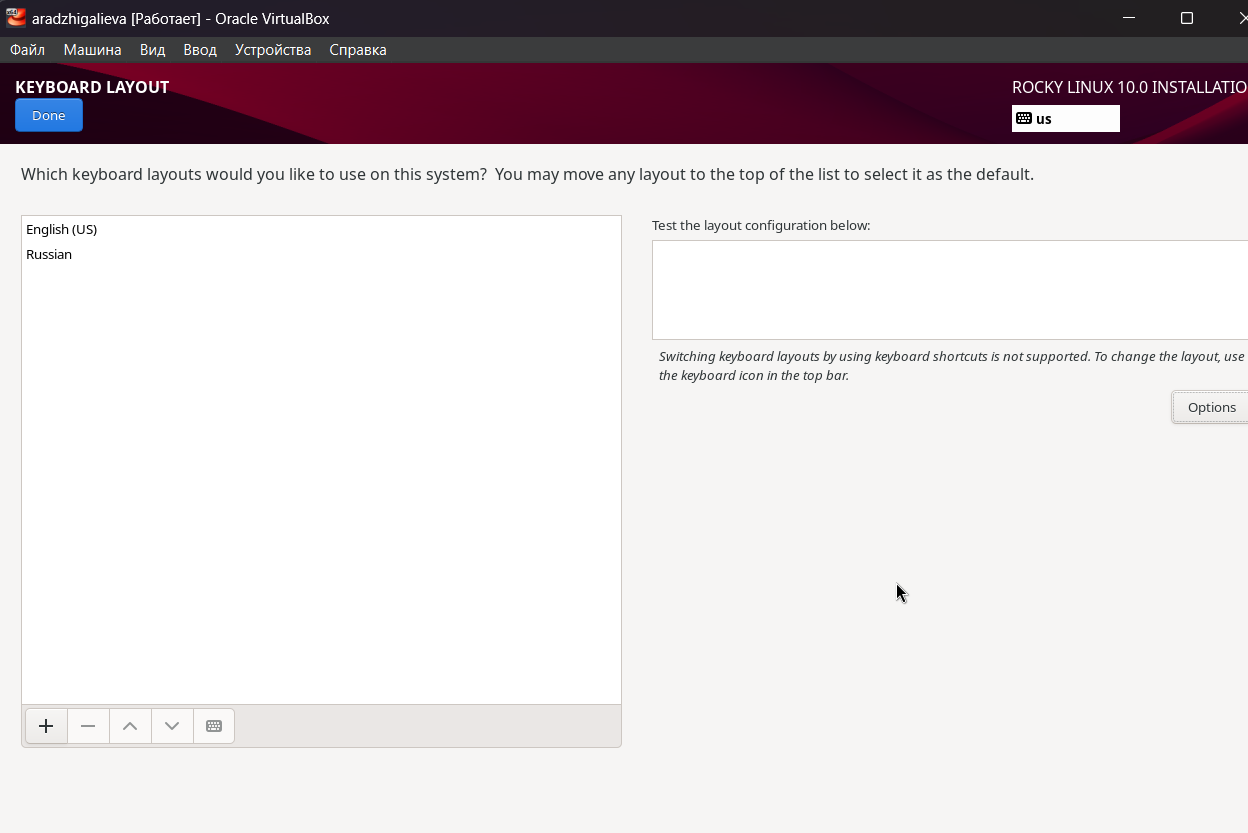 aradzhigalieva [Работает] - Oracle VirtualBox
Файл Машина Вид Ввод Устройства Справка
KEYBOARD LAYOUT
Done
ROCKY LINUX 10.0 INSTALLATIO
us
Which keyboard layouts would you like to use on this system?  You may move any layout to the top of the list to select it as the default.
English (US)
Russian
Test the layout configuration below:
Switching keyboard layouts by using keyboard shortcuts is not supported. To change the layout, use
the keyboard icon in the top bar.
Options